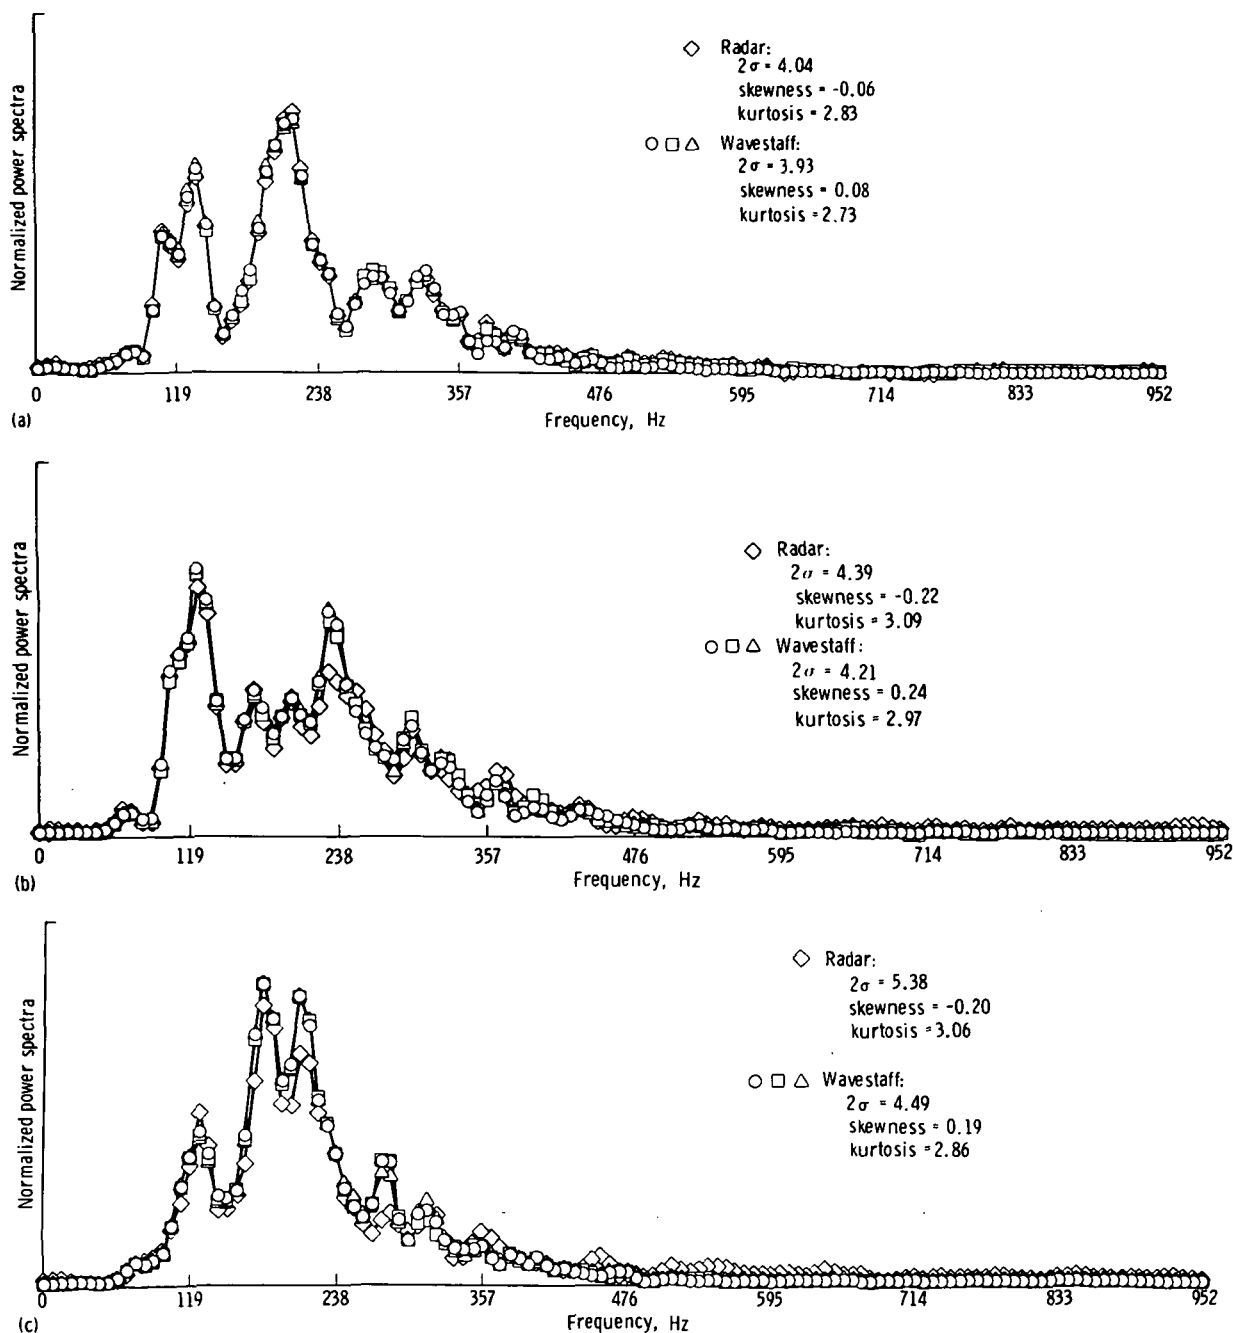 Normalized power spectra
◇ Radar:
2σ = 4.04
skewness = -0.06
kurtosis = 2.83
○ □ △ Wavestaff:
2σ = 3.93
skewness = 0.08
kurtosis = 2.73
0 119 238 357 476 595 714 833 952
(a) Frequency, Hz
Normalized power spectra
◇ Radar:
2σ = 4.39
skewness = -0.22
kurtosis = 3.09
○ □ △ Wavestaff:
2σ = 4.21
skewness = 0.24
kurtosis = 2.97
0 119 238 357 476 595 714 833 952
(b) Frequency, Hz
Normalized power spectra
◇ Radar:
2σ = 5.38
skewness = -0.20
kurtosis = 3.06
○ □ △ Wavestaff:
2σ = 4.49
skewness = 0.19
kurtosis = 2.86
0 119 238 357 476 595 714 833 952
(c) Frequency, Hz